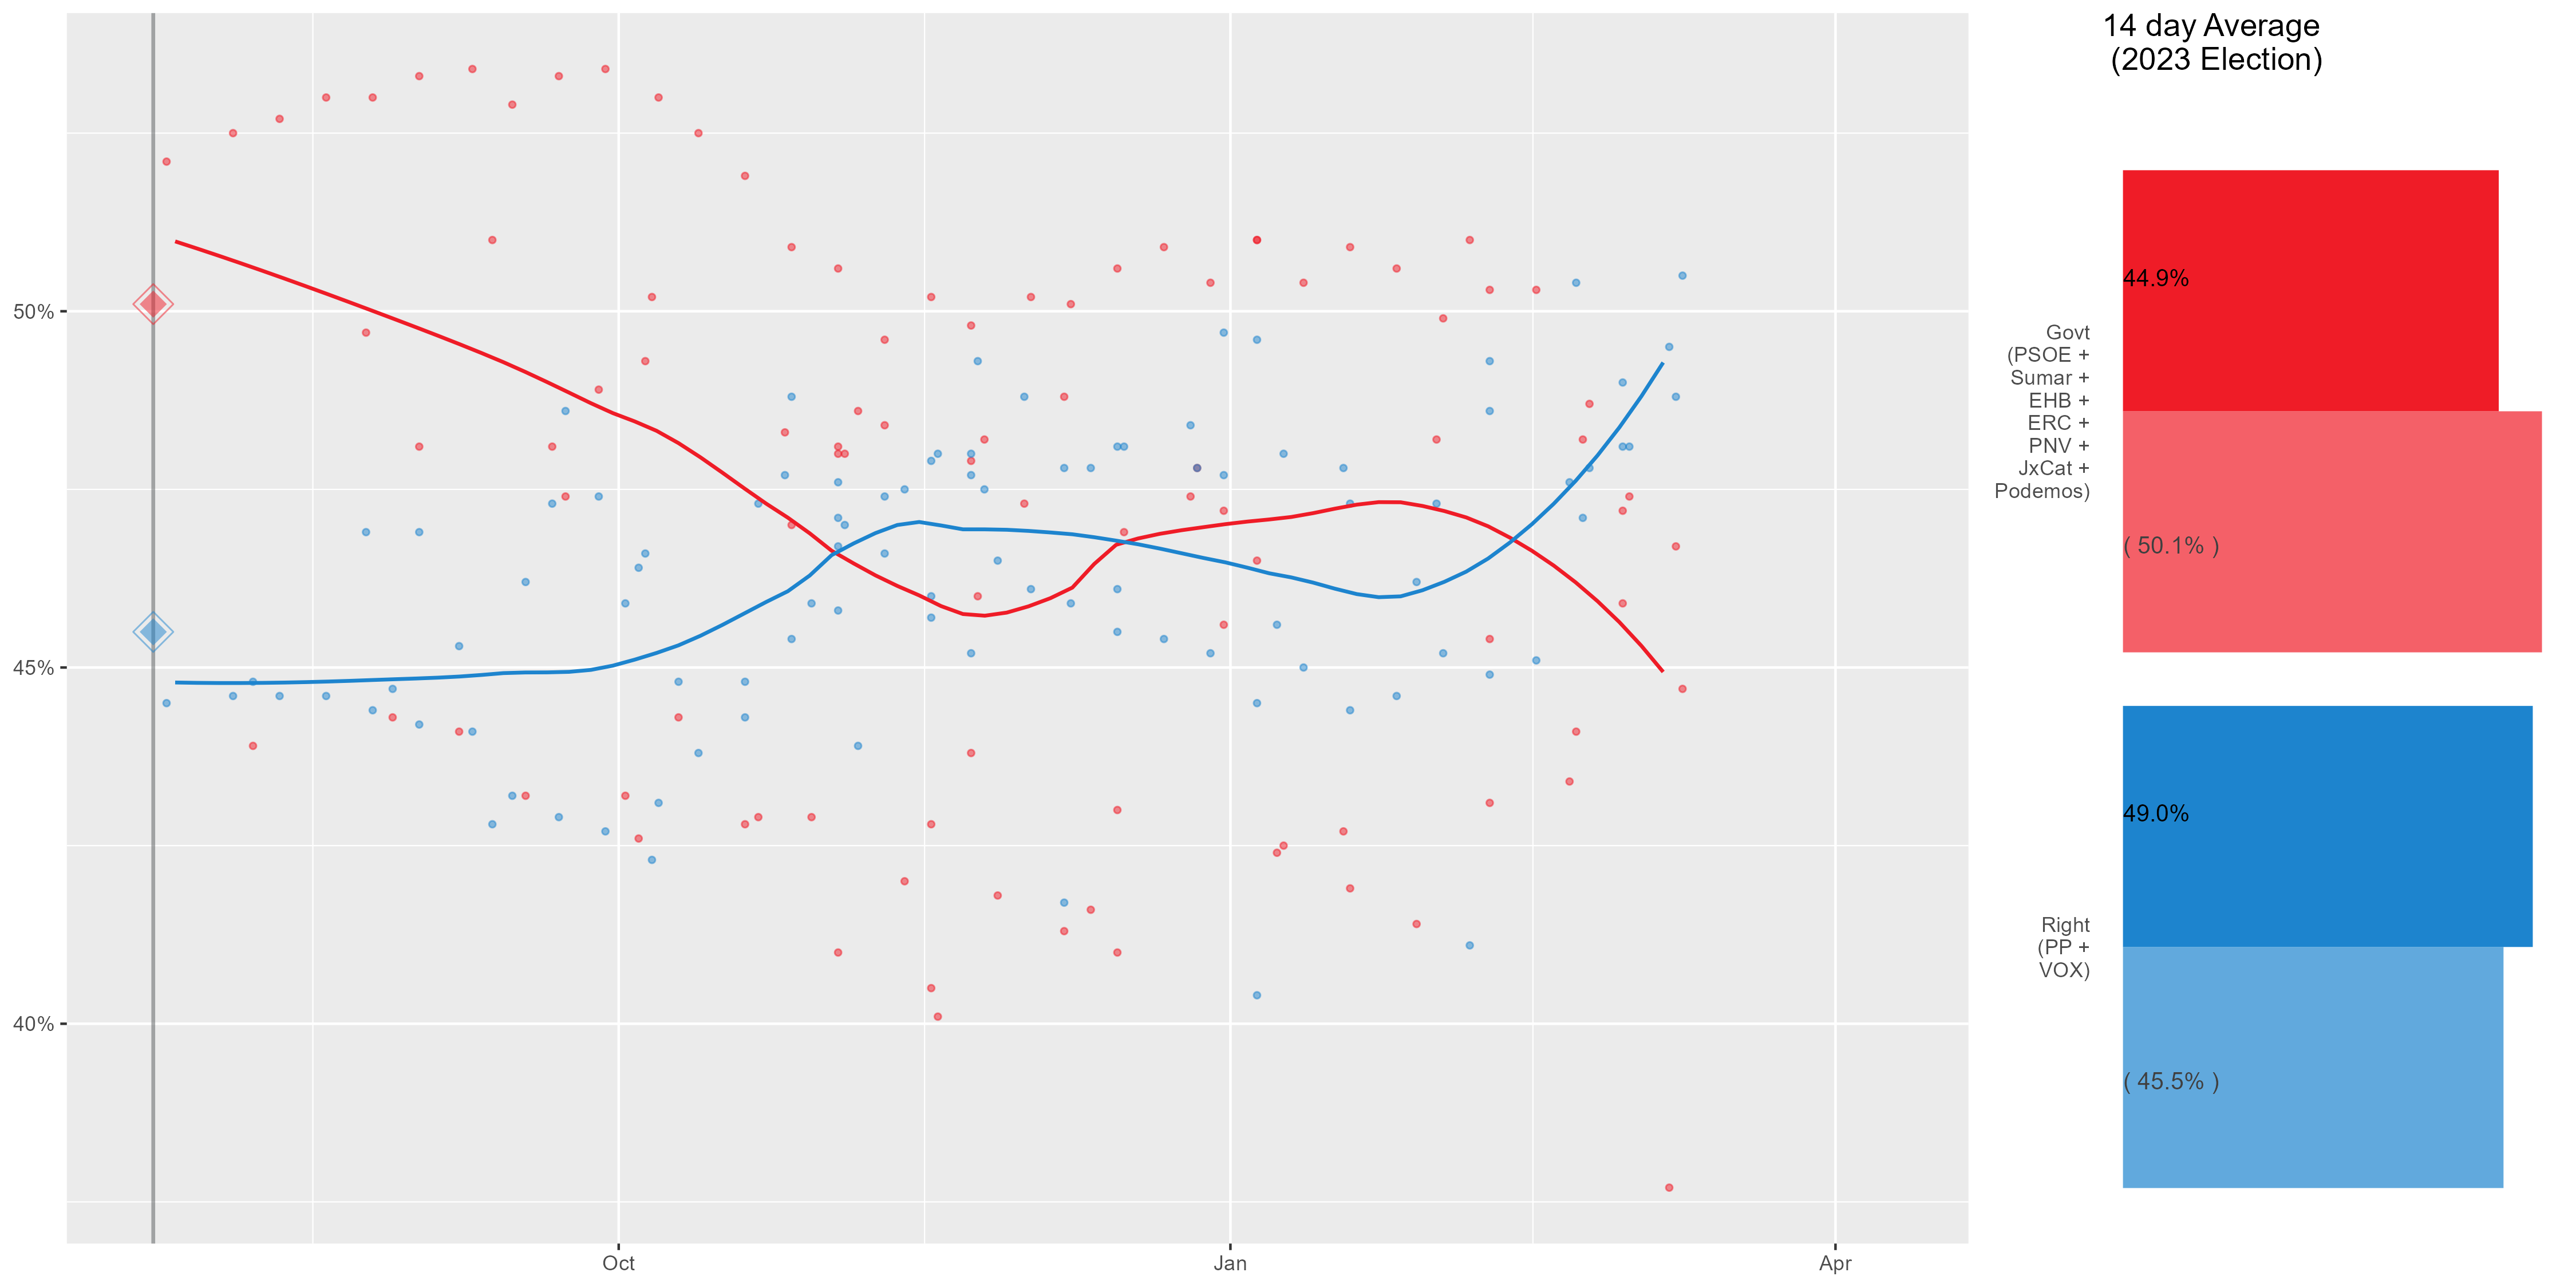 50%
45%
40%
Oct
Jan
Apr
14 day Average
(2023 Election)
Govt
(PSOE +
Sumar +
EHB +
ERC +
PNV +
JxCat +
Podemos)
44.9%
( 50.1% )
Right
(PP +
VOX)
49.0%
( 45.5% )